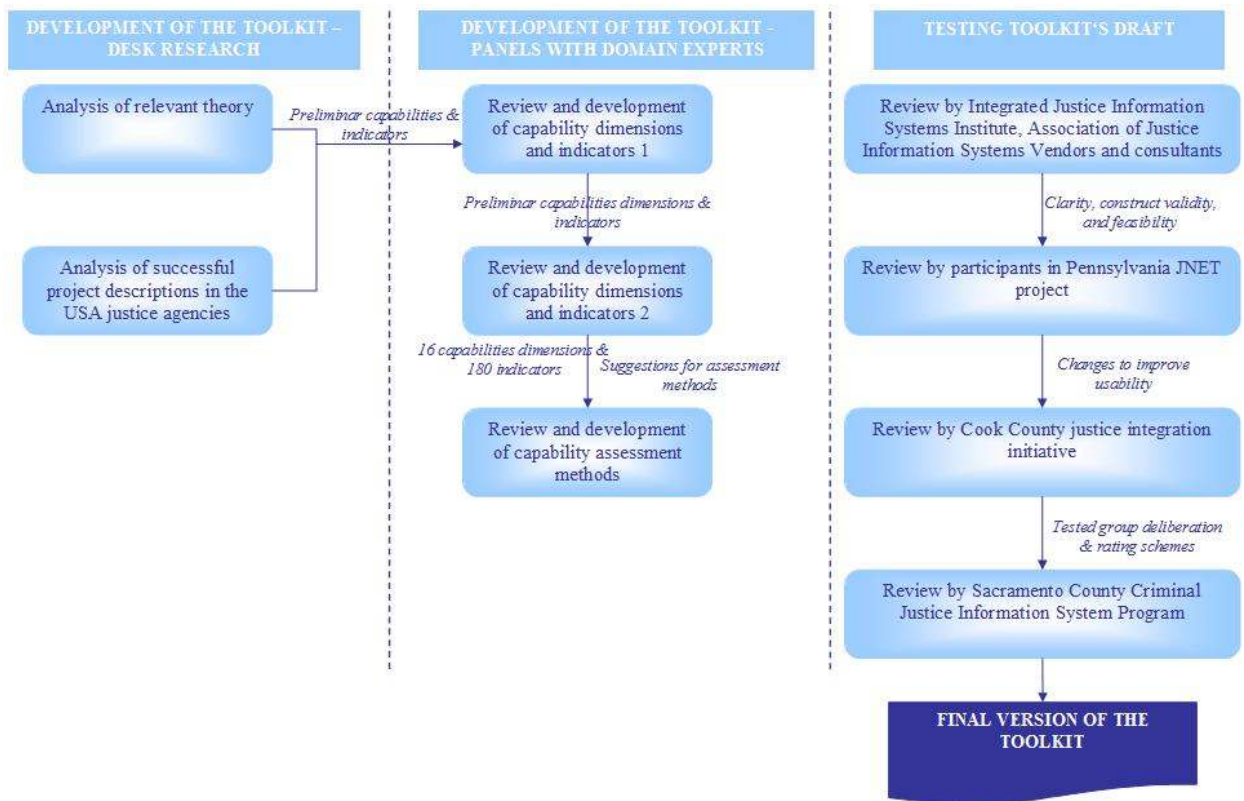 DEVELOPMENT OF THE TOOLKIT –
DESK RESEARCH
Analysis of relevant theory
Preliminar capabilities &
indicators
Analysis of successful
project descriptions in the
USA justice agencies
DEVELOPMENT OF THE TOOLKIT -
PANELS WITH DOMAIN EXPERTS
Review and development
of capability dimensions
and indicators 1
Preliminar capabilities dimensions &
indicators
Review and development
of capability dimensions
and indicators 2
16 capabilities dimensions &
180 indicators
Suggestions for assessment
methods
Review and development
of capability assessment
methods
TESTING TOOLKIT‘S DRAFT
Review by Integrated Justice Information
Systems Institute, Association of Justice
Information Systems Vendors and consultants
Clarity, construct validity,
and feasibility
Review by participants in Pennsylvania JNET
project
Changes to improve
usability
Review by Cook County justice integration
initiative
Tested group deliberation
& rating schemes
Review by Sacramento County Criminal
Justice Information System Program
FINAL VERSION OF THE
TOOLKIT